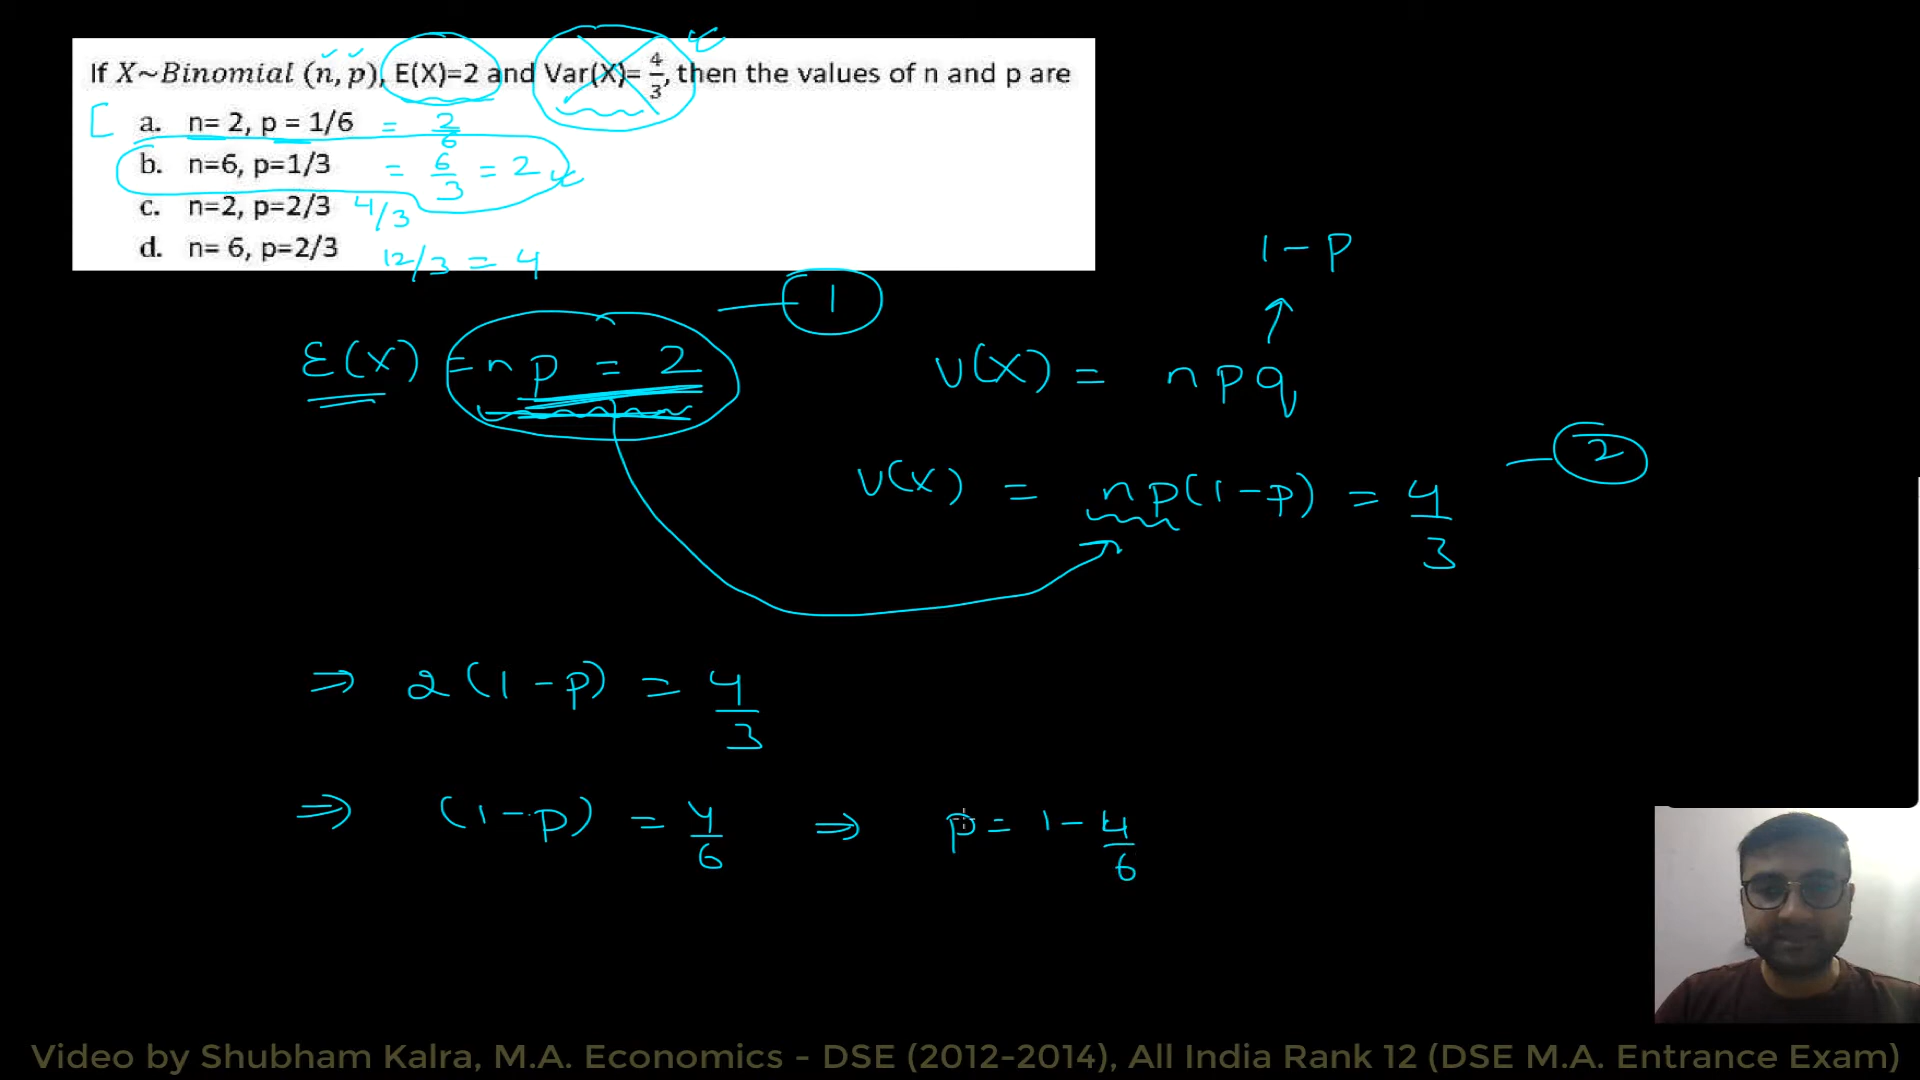 If X~Binomial (n, p), E(X)=2 and Var(X)= 4/3, then the values of n and p are
a. n= 2, p = 1/6 = 2/6
b. n=6, p=1/3 = 6/3 = 2
c. n=2, p=2/3 4/3
d. n= 6, p=2/3 12/3 = 4
1
1-p
E(X) = np = 2
V(X) = npq
2
V(X) = np(1-p) = 4/3
⇒ 2(1-p) = 4/3
⇒ (1-p) = 4/6 ⇒ p = 1 - 4/6
Video by Shubham Kalra, M.A. Economics - DSE (2012-2014), All India Rank 12 (DSE M.A. Entrance Exam)